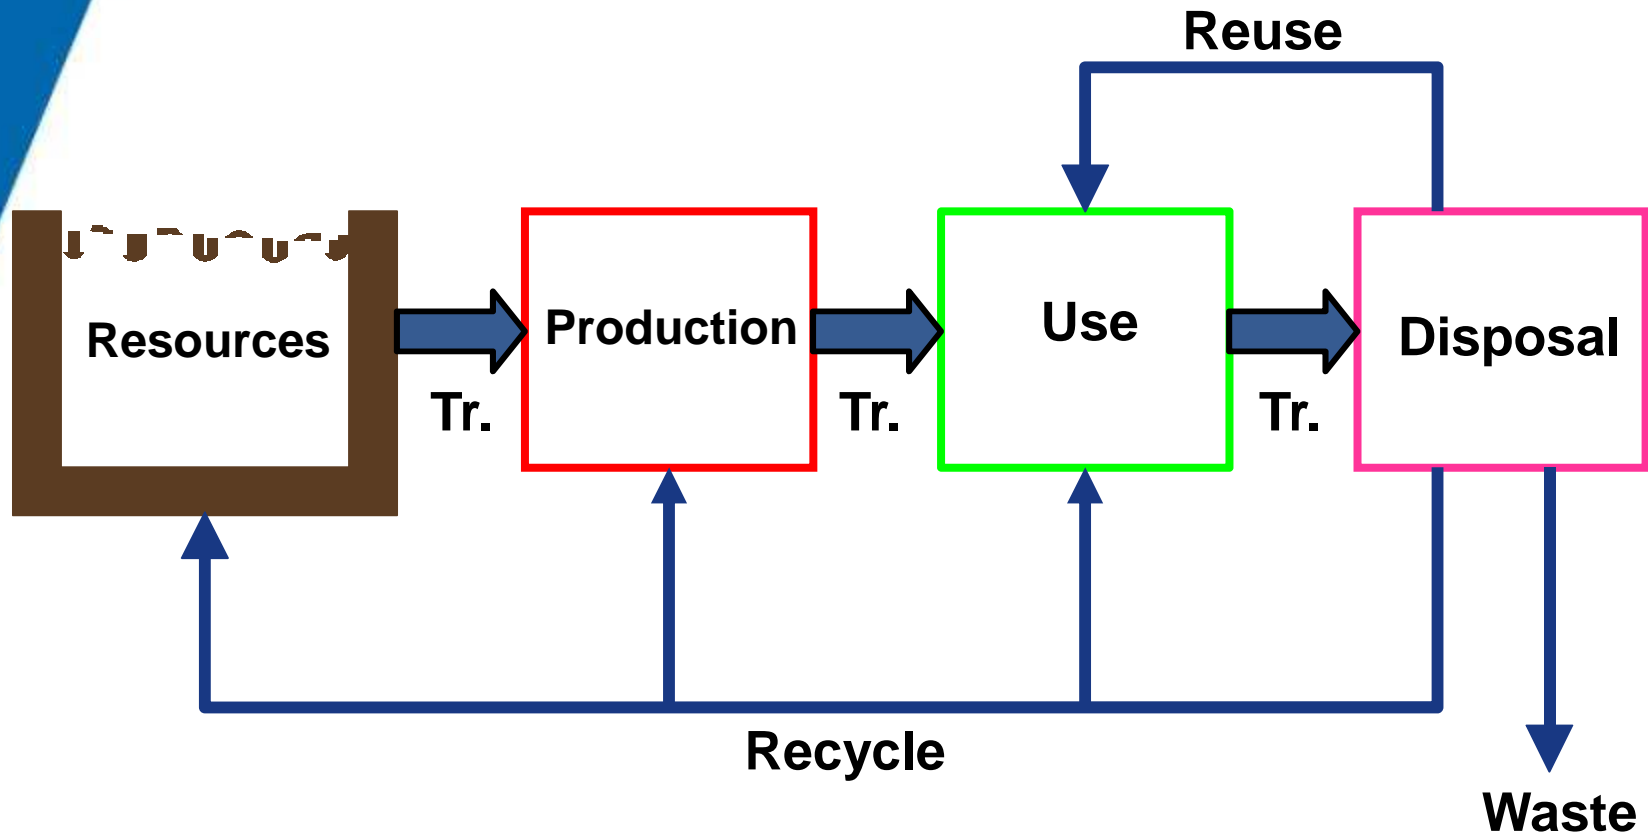 Reuse
Resources
Production
Use
Disposal
Tr.
Tr.
Tr.
Recycle
Waste